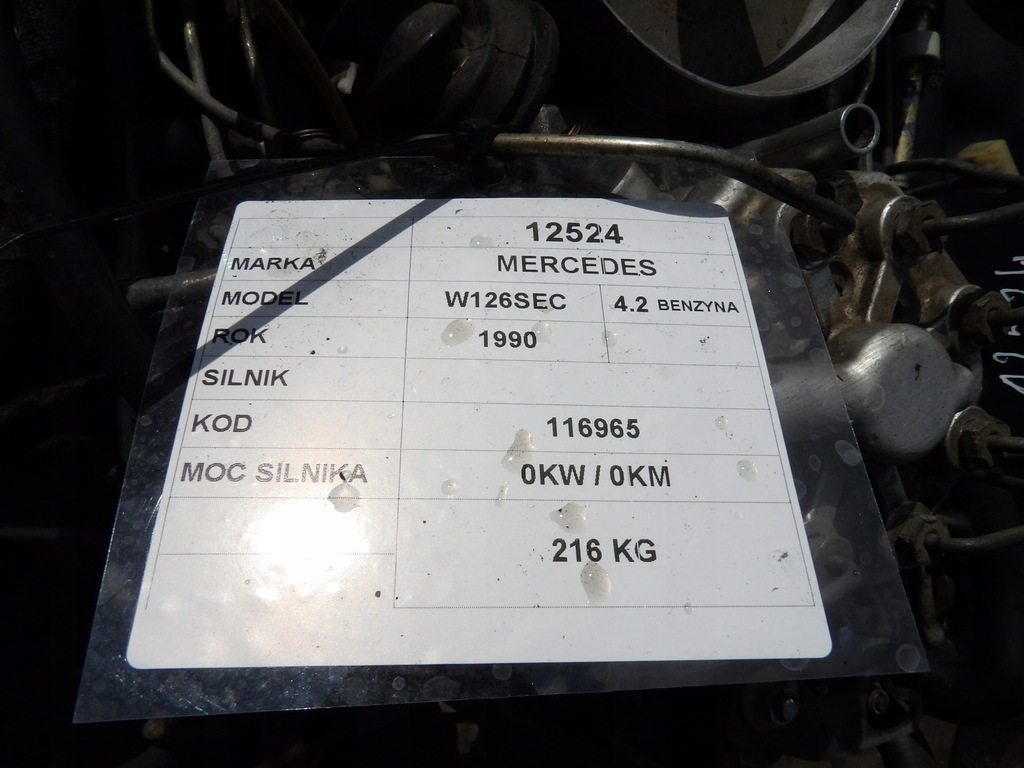 12524
MARKA MERCEDES
MODEL W126SEC 4.2 BENZYNA
ROK 1990
SILNIK
KOD 116965
MOC SILNIKA 0KW / 0KM
216 KG